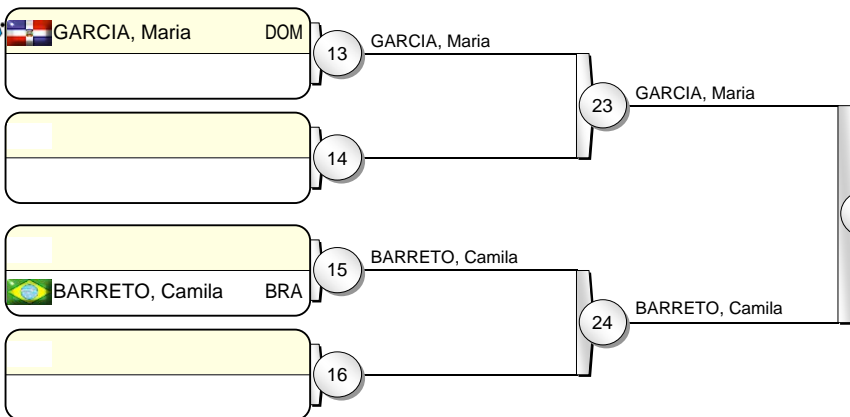 GARCIA, Maria DOM
13
GARCIA, Maria
23
GARCIA, Maria
14
15
BARRETO, Camila
BARRETO, Camila BRA
24
BARRETO, Camila
16